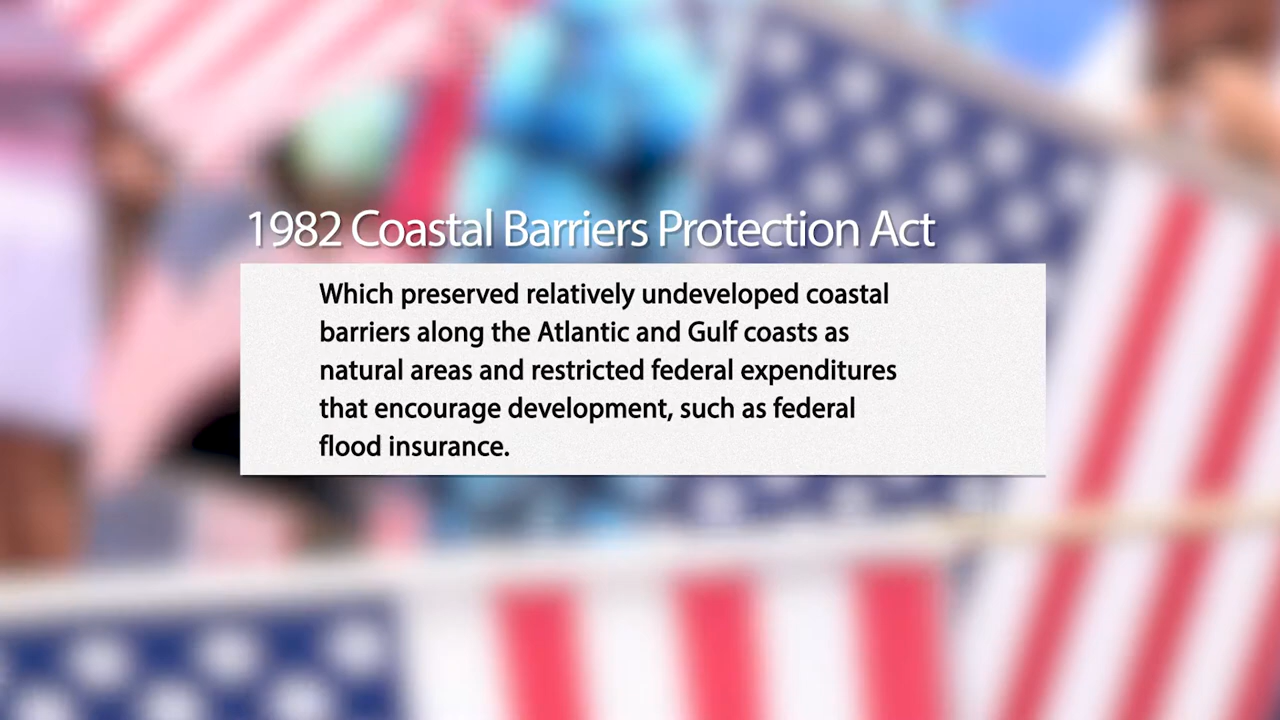 1982 Coastal Barriers Protection Act
Which preserved relatively undeveloped coastal
barriers along the Atlantic and Gulf coasts as
natural areas and restricted federal expenditures
that encourage development, such as federal
flood insurance.